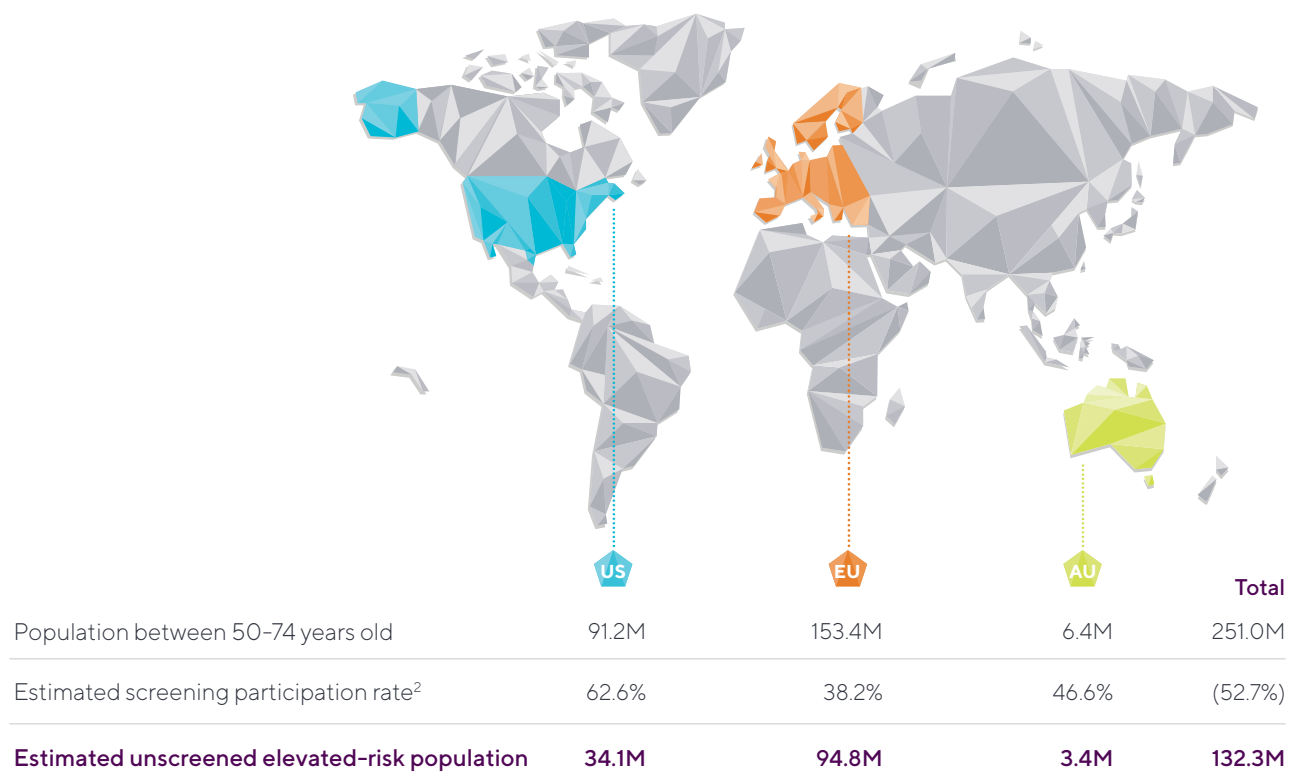 US EU AU
Total
Population between 50-74 years old 91.2M 153.4M 6.4M 251.0M
Estimated screening participation rate² 62.6% 38.2% 46.6% (52.7%)
Estimated unscreened elevated-risk population 34.1M 94.8M 3.4M 132.3M